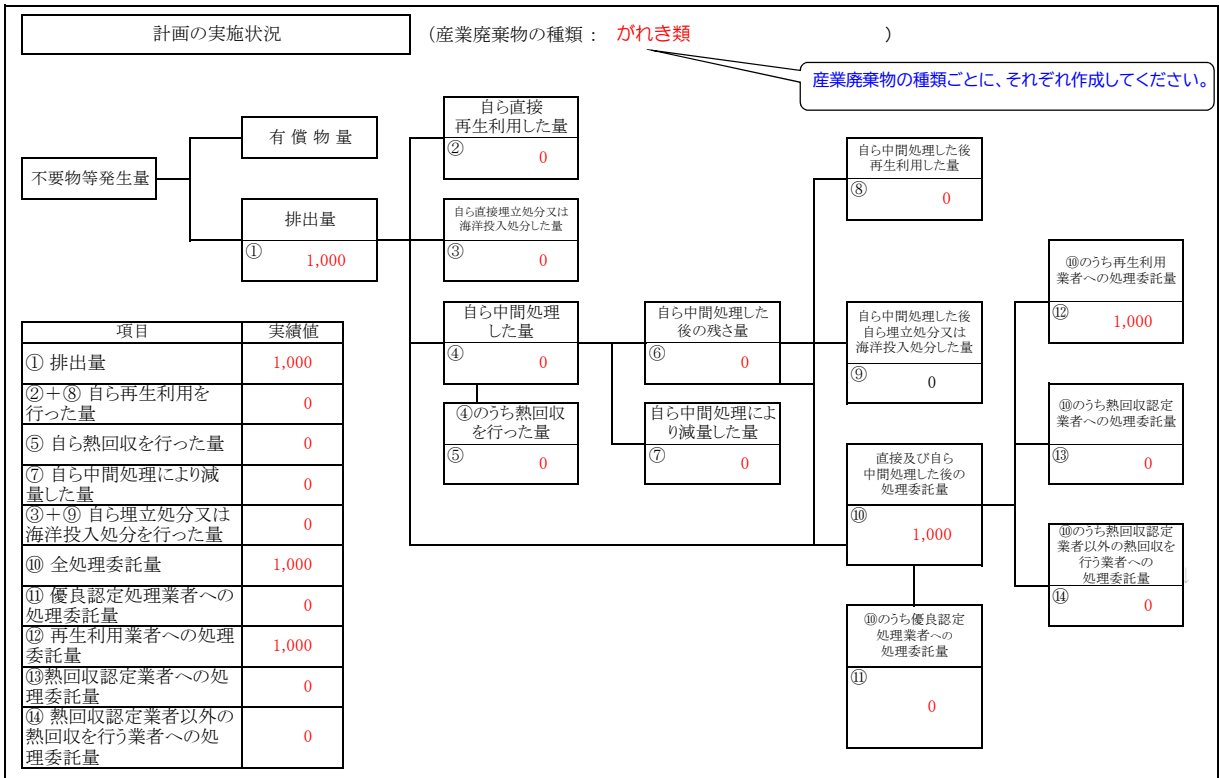 計画の実施状況
（産業廃棄物の種類： がれき類 ）
産業廃棄物の種類ごとに、それぞれ作成してください。
不要物等発生量
有償物量
排出量
① 1,000
自ら直接
再生利用した量
② 0
自ら直接埋立処分又は
海洋投入処分した量
③ 0
自ら中間処理
した量
④ 0
④のうち熱回収
を行った量
⑤ 0
自ら中間処理した
後の残さ量
⑥ 0
自ら中間処理によ
り減量した量
⑦ 0
自ら中間処理した後
再生利用した量
⑧ 0
自ら中間処理した後
自ら埋立処分又は
海洋投入処分した量
⑨ 0
直接及び自ら
中間処理した後の
処理委託量
⑩ 1,000
⑩のうち優良認定
処理業者への
処理委託量
⑪ 0
⑩のうち再生利用
業者への処理委託量
⑫ 1,000
⑩のうち熱回収認定
業者への処理委託量
⑬ 0
⑩のうち熱回収認定
業者以外の熱回収を
行う業者への
処理委託量
⑭ 0
項目 実績値
① 排出量 1,000
②＋⑧ 自ら再生利用を
行った量 0
⑤ 自ら熱回収を行った量 0
⑦ 自ら中間処理により減
量した量 0
③＋⑨ 自ら埋立処分又は
海洋投入処分を行った量 0
⑩ 全処理委託量 1,000
⑪ 優良認定処理業者への
処理委託量 0
⑫ 再生利用業者への処理
委託量 1,000
⑬熱回収認定業者への処
理委託量 0
⑭ 熱回収認定業者以外の
熱回収を行う業者への処
理委託量 0